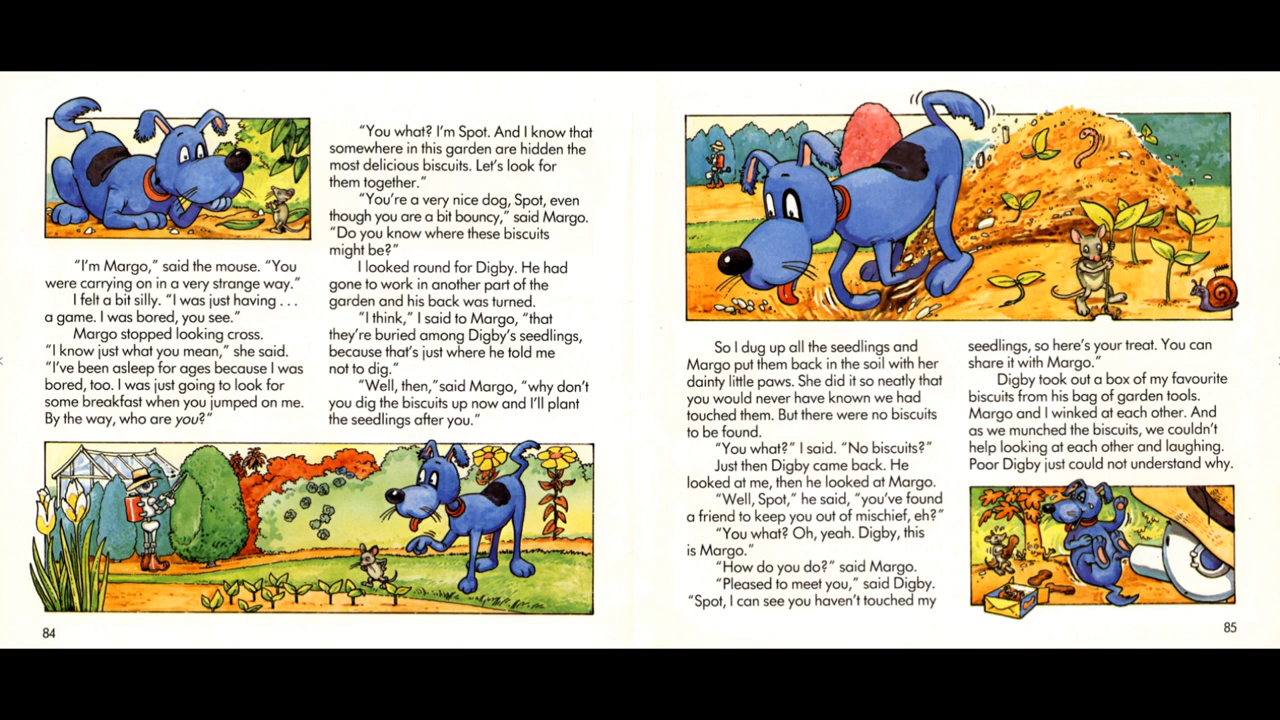 "I'm Margo," said the mouse. "You
were carrying on in a very strange way."
I felt a bit silly. "I was just having . . .
a game. I was bored, you see."
Margo stopped looking cross.
"I know just what you mean," she said.
"I've been asleep for ages because I was
bored, too. I was just going to look for
some breakfast when you jumped on me.
By the way, who are you?"
"You what? I'm Spot. And I know that
somewhere in this garden are hidden the
most delicious biscuits. Let's look for
them together."
"You're a very nice dog, Spot, even
though you are a bit bouncy," said Margo.
"Do you know where these biscuits
might be?"
I looked round for Digby. He had
gone to work in another part of the
garden and his back was turned.
"I think," I said to Margo, "that
they're buried among Digby's seedlings,
because that's just where he told me
not to dig."
"Well, then," said Margo, "why don't
you dig the biscuits up now and I'll plant
the seedlings after you."
84
So I dug up all the seedlings and
Margo put them back in the soil with her
dainty little paws. She did it so neatly that
you would never have known we had
touched them. But there were no biscuits
to be found.
"You what?" I said. "No biscuits?"
Just then Digby came back. He
looked at me, then he looked at Margo.
"Well, Spot," he said, "you've found
a friend to keep you out of mischief, eh?"
"You what? Oh, yeah. Digby, this
is Margo."
"How do you do?" said Margo.
"Pleased to meet you," said Digby.
"Spot, I can see you haven't touched my
seedlings, so here's your treat. You can
share it with Margo."
Digby took out a box of my favourite
biscuits from his bag of garden tools.
Margo and I winked at each other. And
as we munched the biscuits, we couldn't
help looking at each other and laughing.
Poor Digby just could not understand why.
85